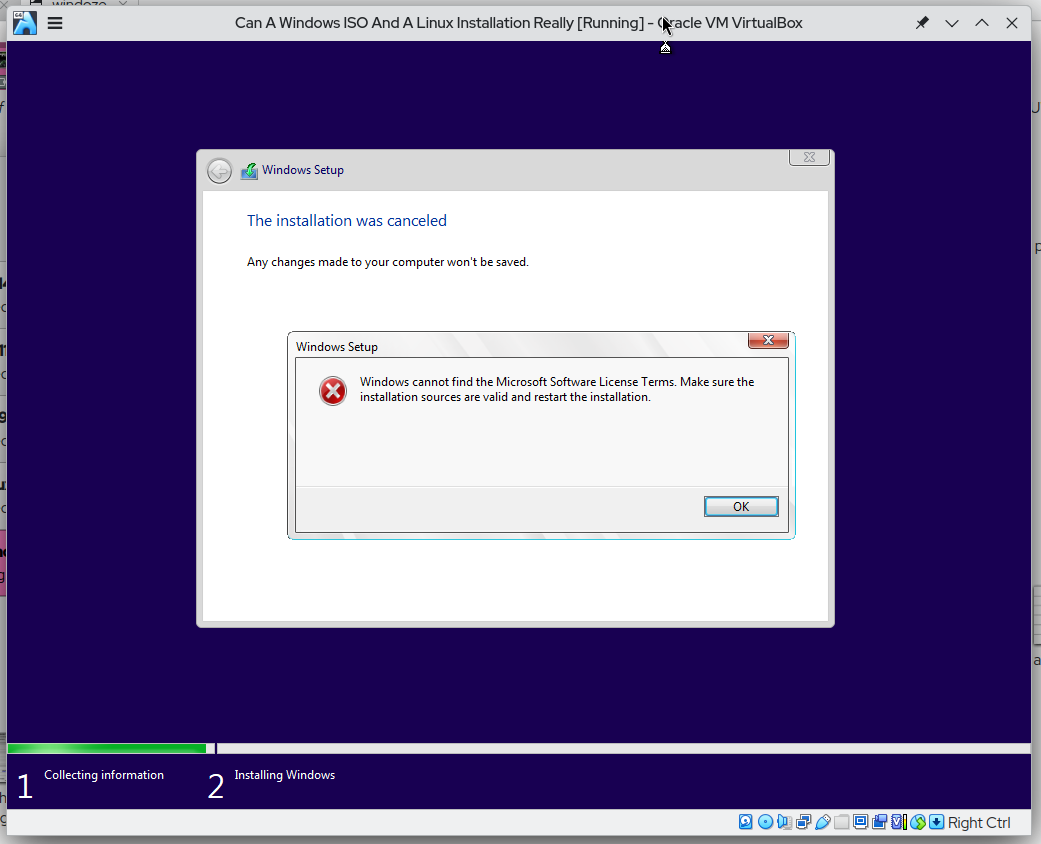 windoze
Can A Windows ISO And A Linux Installation Really [Running] - Oracle VM VirtualBox
Windows Setup
The installation was canceled
Any changes made to your computer won't be saved.
Windows Setup
Windows cannot find the Microsoft Software License Terms. Make sure the
installation sources are valid and restart the installation.
OK
1 Collecting information 2 Installing Windows
Right Ctrl